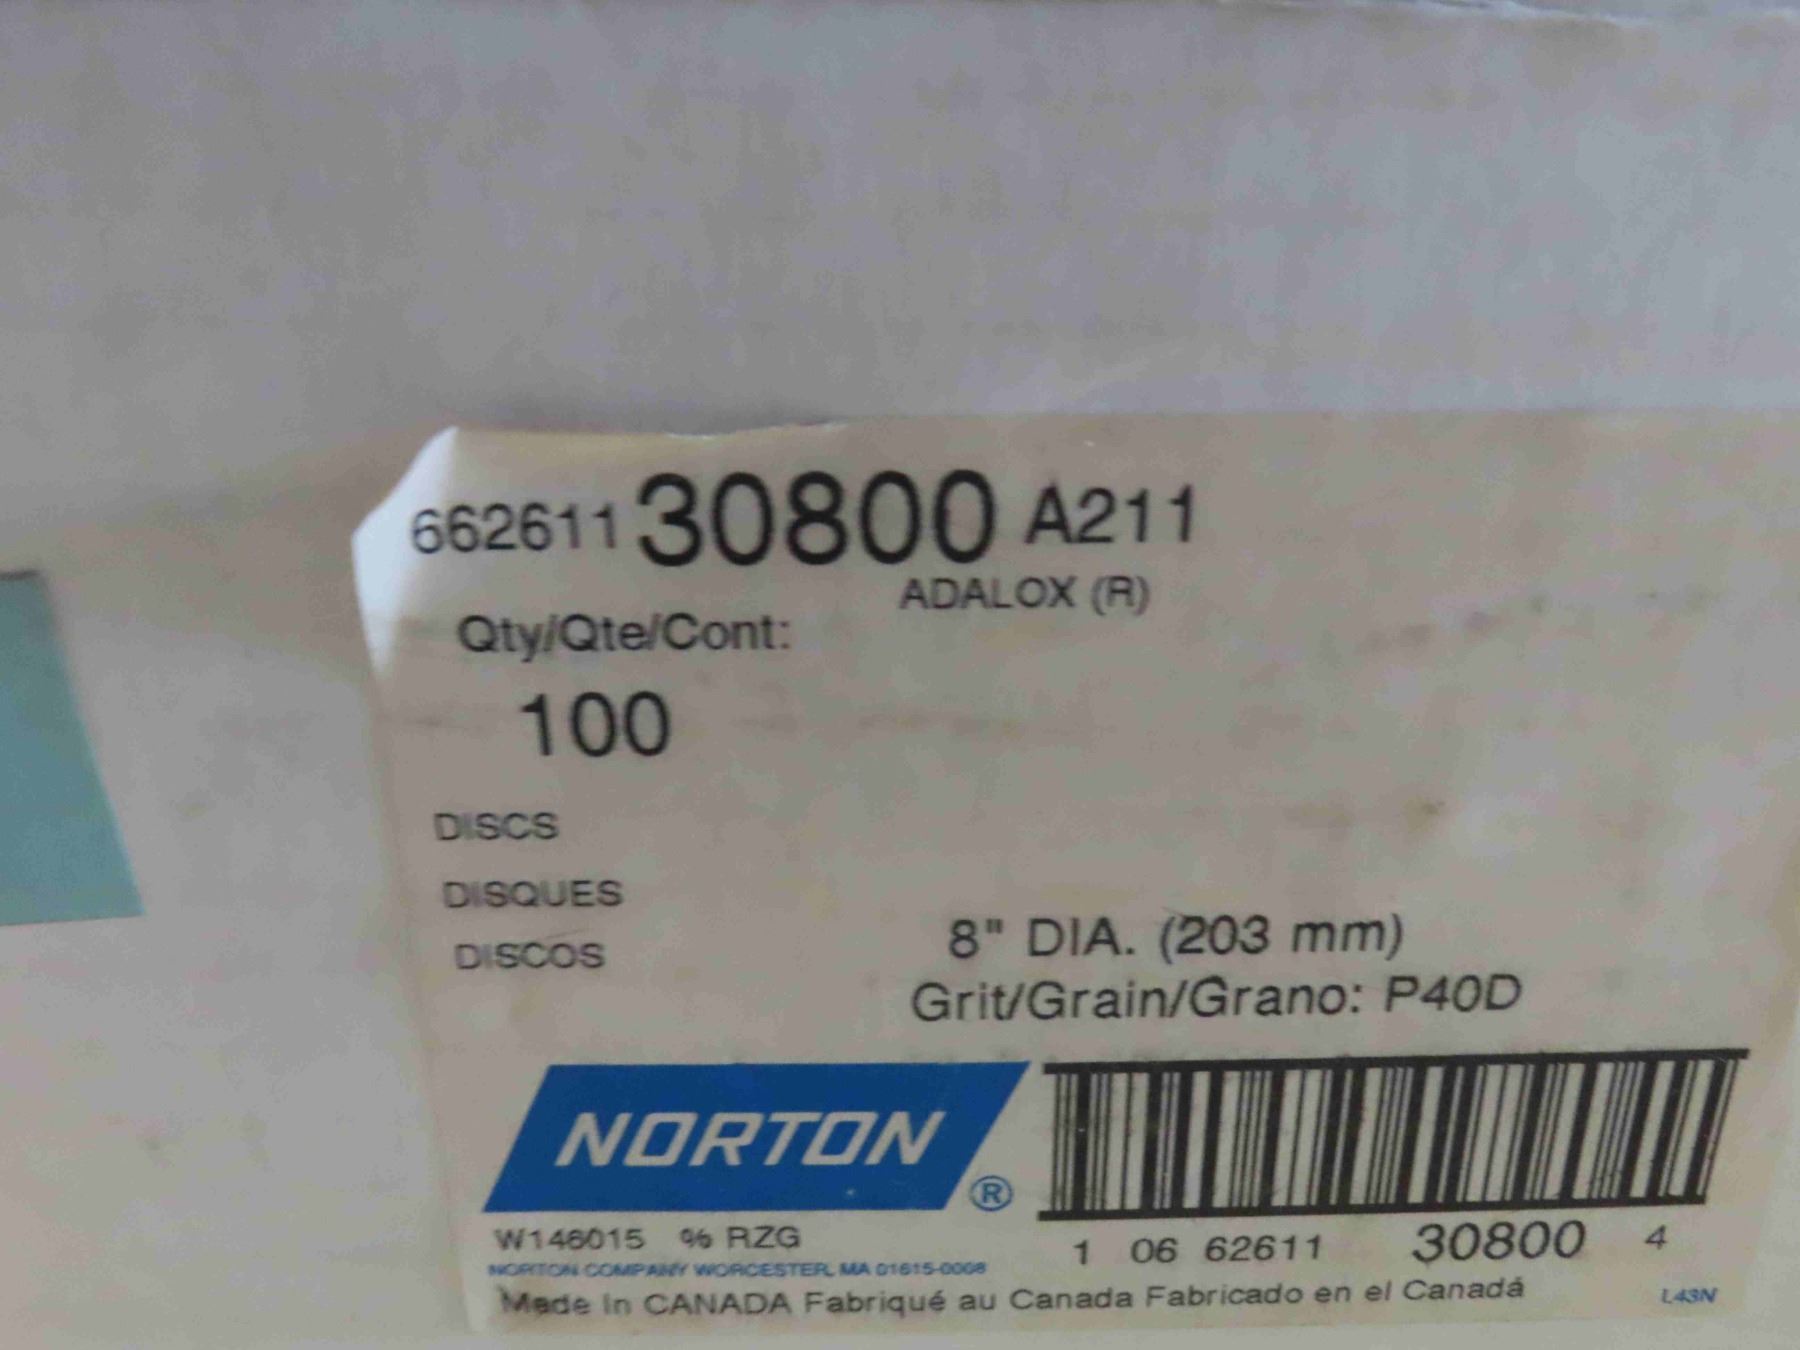 66261130800 A211
ADALOX (R)
Qty/Qte/Cont:
100
DISCS
DISQUES
DISCOS
8" DIA. (203 mm)
Grit/Grain/Grano: P40D
NORTON
®
W146015 % RZG
1 06 62611 30800 4
NORTON COMPANY WORCESTER, MA 01615-0008
Made In CANADA Fabriqué au Canada Fabricado en el Canadá
L43N